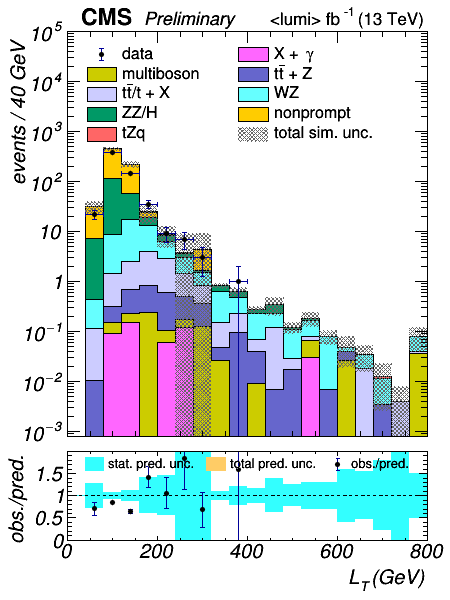 CMS Preliminary <lumi> fb⁻¹ (13 TeV)
10⁵
events / 40 GeV
data
X + γ
multiboson
tt̄ + Z
tt̄/t + X
WZ
ZZ/H
nonprompt
tZq
total sim. unc.
10⁴
10³
10²
10
1
10⁻¹
10⁻²
10⁻³
obs./pred.
stat. pred. unc.
total pred. unc.
obs./pred.
1.5
1
0.5
0
0 200 400 600 800
L_T(GeV)